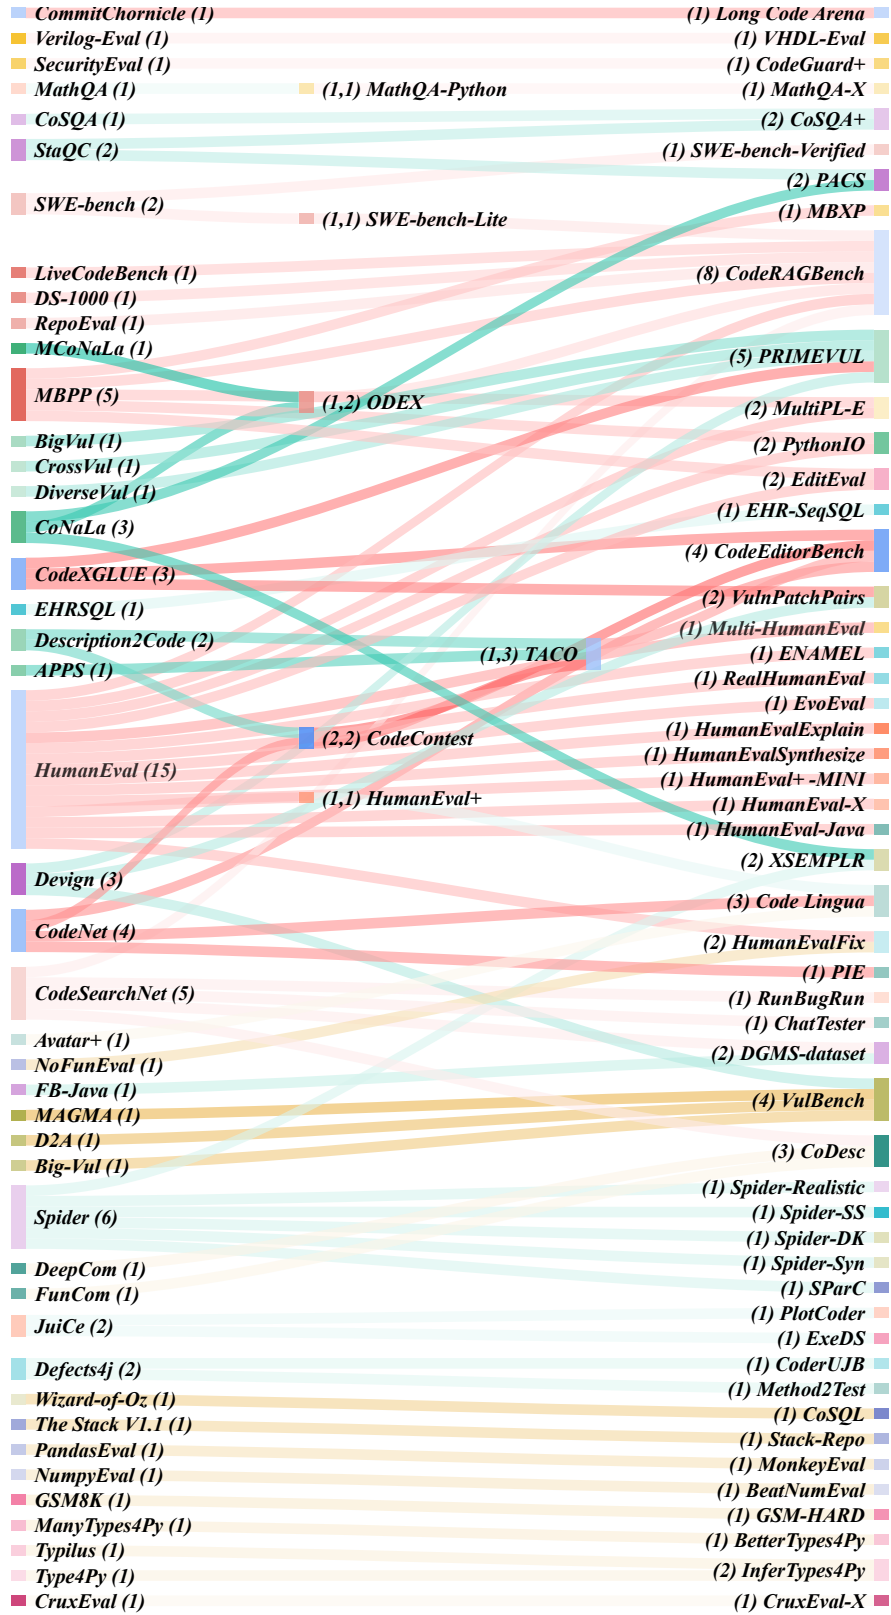 CommitChornicle (1)
(1) Long Code Arena
Verilog-Eval (1)
(1) VHDL-Eval
SecurityEval (1)
(1) CodeGuard+
MathQA (1)
(1,1) MathQA-Python
(1) MathQA-X
CoSQA (1)
(2) CoSQA+
StaQC (2)
(1) SWE-bench-Verified
(2) PACS
SWE-bench (2)
(1) MBXP
(1,1) SWE-bench-Lite
LiveCodeBench (1)
(8) CodeRAGBench
DS-1000 (1)
RepoEval (1)
MCoNaLa (1)
(5) PRIMEVUL
MBPP (5)
(1,2) ODEX
(2) MultiPL-E
BigVul (1)
(2) PythonIO
CrossVul (1)
(2) EditEval
DiverseVul (1)
(1) EHR-SeqSQL
CoNaLa (3)
(4) CodeEditorBench
CodeXGLUE (3)
(2) VulnPatchPairs
EHRSQL (1)
(1) Multi-HumanEval
Description2Code (2)
(1,3) TACO
(1) ENAMEL
APPS (1)
(1) RealHumanEval
(1) EvoEval
(1) HumanEvalExplain
(2,2) CodeContest
(1) HumanEvalSynthesize
HumanEval (15)
(1) HumanEval+ -MINI
(1,1) HumanEval+
(1) HumanEval-X
(1) HumanEval-Java
(2) XSEMPLR
Devign (3)
(3) Code Lingua
CodeNet (4)
(2) HumanEvalFix
(1) PIE
CodeSearchNet (5)
(1) RunBugRun
(1) ChatTester
Avatar+ (1)
(2) DGMS-dataset
NoFunEval (1)
FB-Java (1)
(4) VulBench
MAGMA (1)
D2A (1)
(3) CoDesc
Big-Vul (1)
(1) Spider-Realistic
Spider (6)
(1) Spider-SS
(1) Spider-DK
(1) Spider-Syn
DeepCom (1)
(1) SParC
FunCom (1)
(1) PlotCoder
JuiCe (2)
(1) ExeDS
(1) CoderUJB
Defects4j (2)
(1) Method2Test
Wizard-of-Oz (1)
(1) CoSQL
The Stack V1.1 (1)
(1) Stack-Repo
PandasEval (1)
(1) MonkeyEval
NumpyEval (1)
(1) BeatNumEval
GSM8K (1)
(1) GSM-HARD
ManyTypes4Py (1)
(1) BetterTypes4Py
Typilus (1)
(2) InferTypes4Py
Type4Py (1)
CruxEval (1)
(1) CruxEval-X